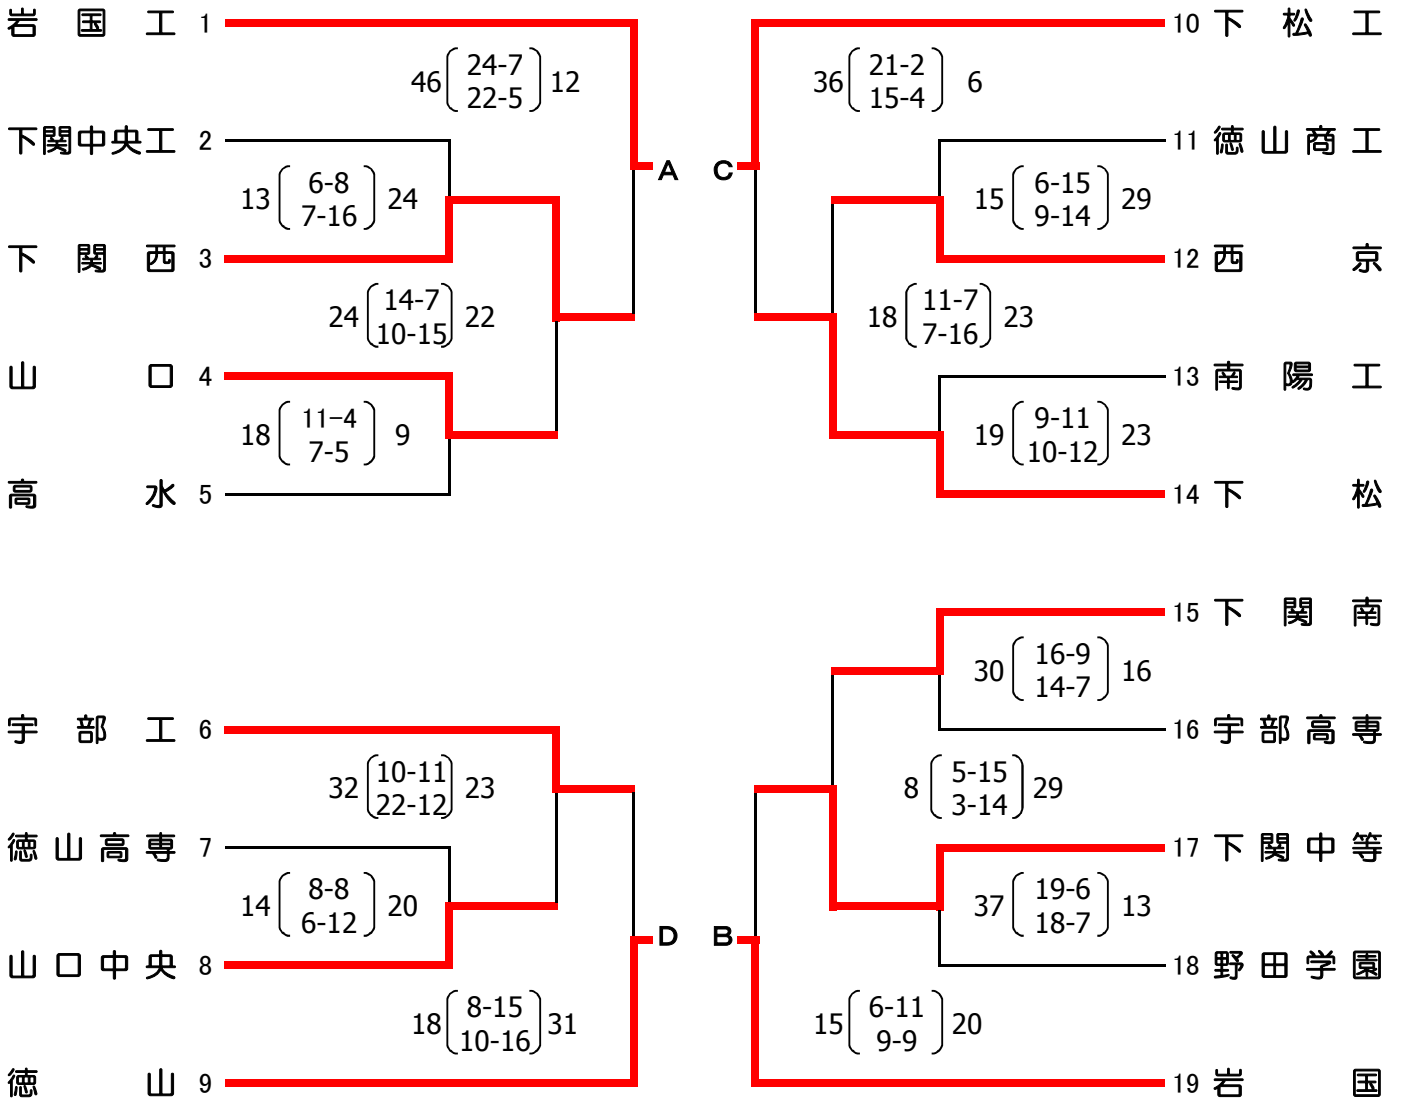 岩国工 1
46 24-7 12
22-5
下関中央工 2
13 6-8 24
7-16
下関西 3
24 14-7 22
10-15
山口 4
18 11-4 9
7-5
高水 5
A
C
10 下松工
36 21-2 6
15-4
11 徳山商工
15 6-15 29
9-14
12 西京
18 11-7 23
7-16
13 南陽工
19 9-11 23
10-12
14 下松
宇部工 6
32 10-11 23
22-12
徳山高専 7
14 8-8 20
6-12
山口中央 8
18 8-15 31
10-16
徳山 9
D
B
15 下関南
30 16-9 16
14-7
16 宇部高専
8 5-15 29
3-14
17 下関中等
37 19-6 13
18-7
18 野田学園
15 6-11 20
9-9
19 岩国